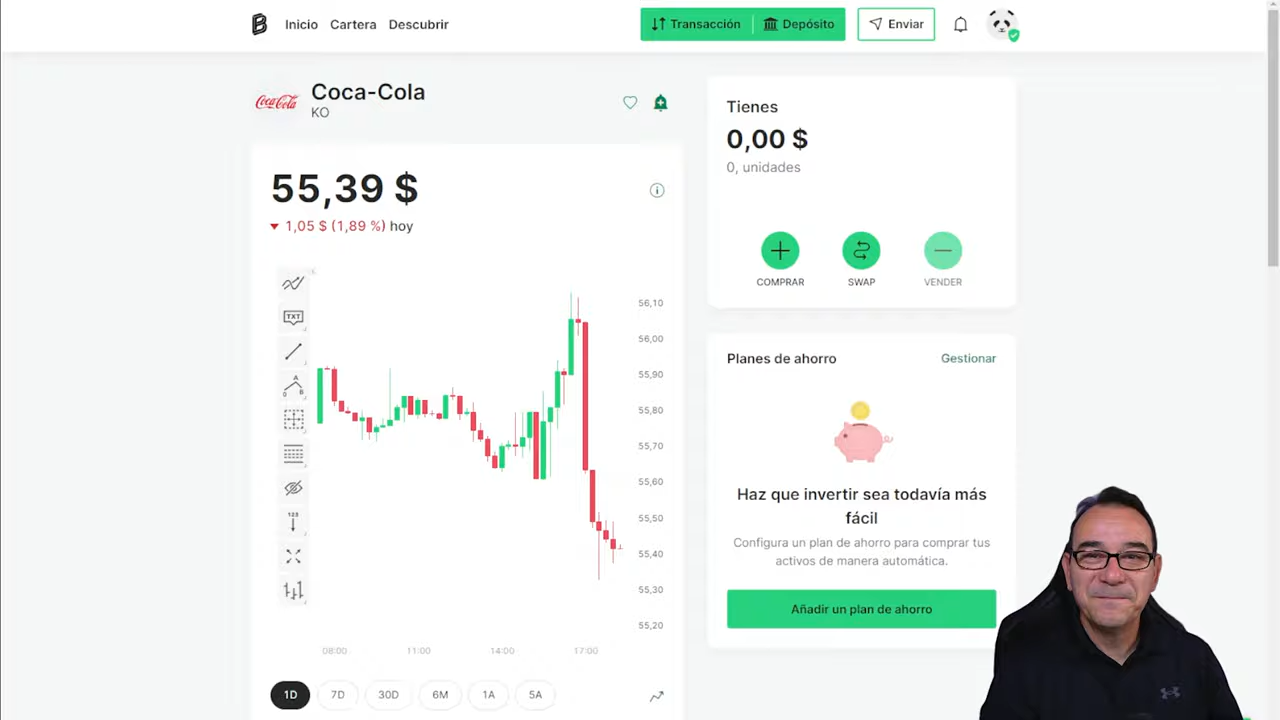 Inicio Cartera Descubrir
Transacción Depósito Enviar
Coca-Cola
Coca-Cola
KO
55,39 $
1,05 $ (1,89 %) hoy
TXT
A
0 B
123
56,10
56,00
55,90
55,80
55,70
55,60
55,50
55,40
55,30
55,20
08:00 11:00 14:00 17:00
1D 7D 30D 6M 1A 5A
Tienes
0,00 $
0, unidades
COMPRAR SWAP VENDER
Planes de ahorro Gestionar
Haz que invertir sea todavía más
fácil
Configura un plan de ahorro para comprar tus
activos de manera automática.
Añadir un plan de ahorro